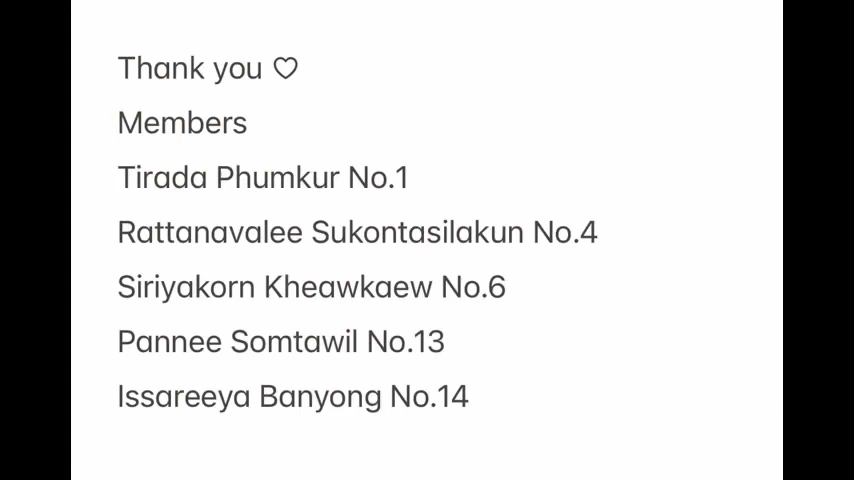 Thank you ♡
Members
Tirada Phumkur No.1
Rattanavalee Sukontasilakun No.4
Siriyakorn Kheawkaew No.6
Pannee Somtawil No.13
Issareeya Banyong No.14